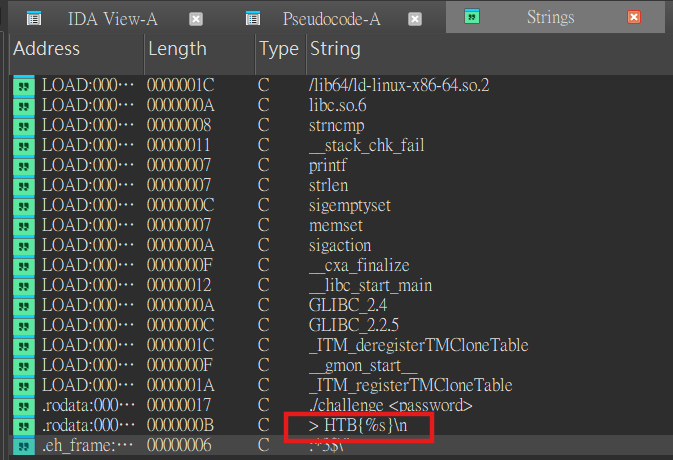 IDA View-A Pseudocode-A Strings
Address Length Type String
LOAD:000⋯ 0000001C C /lib64/ld-linux-x86-64.so.2
LOAD:000⋯ 0000000A C libc.so.6
LOAD:000⋯ 00000008 C strncmp
LOAD:000⋯ 00000011 C __stack_chk_fail
LOAD:000⋯ 00000007 C printf
LOAD:000⋯ 00000007 C strlen
LOAD:000⋯ 0000000C C sigemptyset
LOAD:000⋯ 00000007 C memset
LOAD:000⋯ 0000000A C sigaction
LOAD:000⋯ 0000000F C __cxa_finalize
LOAD:000⋯ 00000012 C __libc_start_main
LOAD:000⋯ 0000000A C GLIBC_2.4
LOAD:000⋯ 0000000C C GLIBC_2.2.5
LOAD:000⋯ 0000001C C _ITM_deregisterTMCloneTable
LOAD:000⋯ 0000000F C __gmon_start__
LOAD:000⋯ 0000001A C _ITM_registerTMCloneTable
.rodata:000⋯ 00000017 C ./challenge <password>
.rodata:000⋯ 0000000B C > HTB{%s}\n
.eh_frame:⋯ 00000006 C